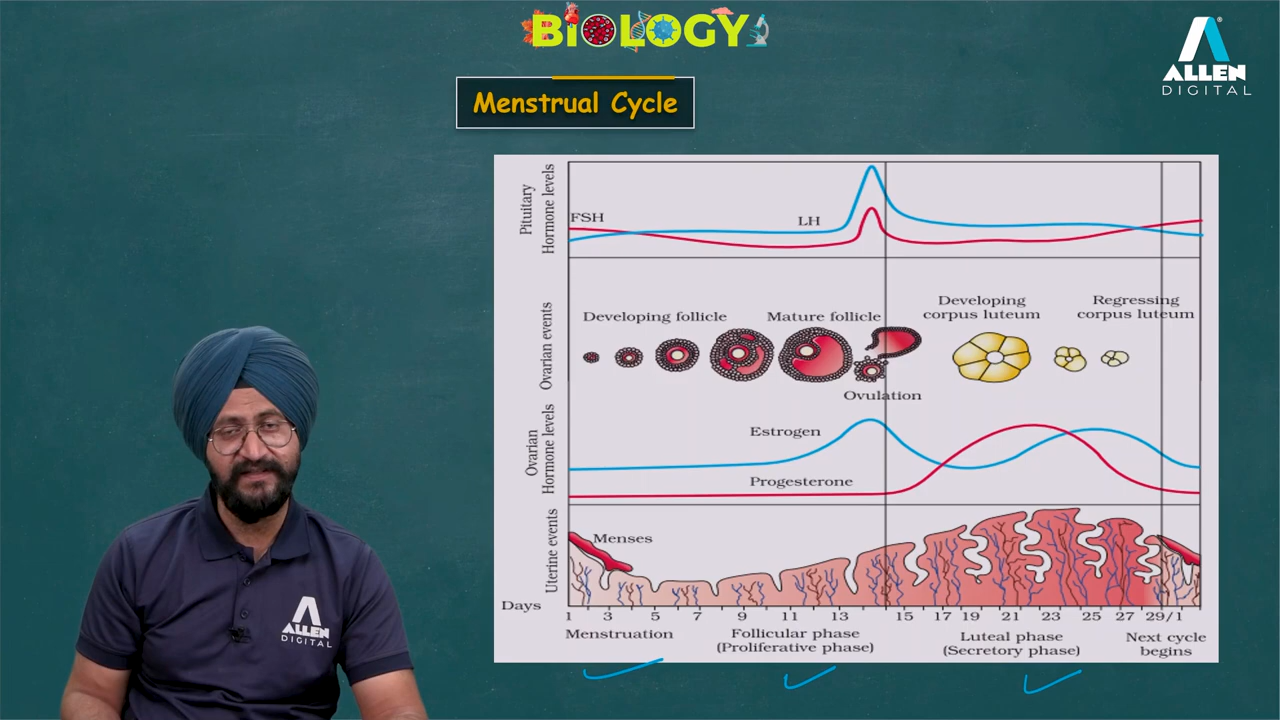 BIOLOGY
ALLEN
DIGITAL
Menstrual Cycle
Pituitary
Hormone levels
FSH
LH
Ovarian events
Developing follicle
Mature follicle
Developing
corpus luteum
Regressing
corpus luteum
Ovulation
Ovarian
Hormone levels
Estrogen
Progesterone
Uterine events
Menses
Days
1 3 5 7 9 11 13 15 17 19 21 23 25 27 29/1
Menstruation
Follicular phase
(Proliferative phase)
Luteal phase
(Secretory phase)
Next cycle
begins
ALLEN
DIGITAL